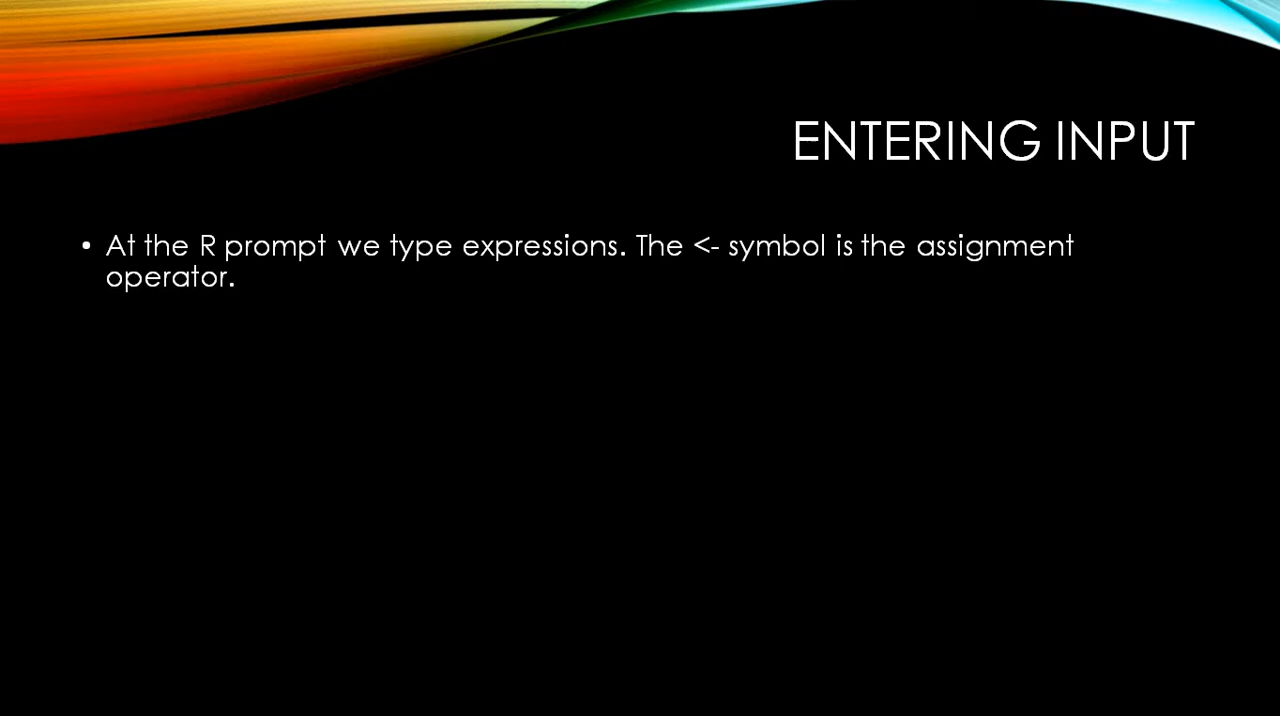 ENTERING INPUT
• At the R prompt we type expressions. The <- symbol is the assignment
operator.